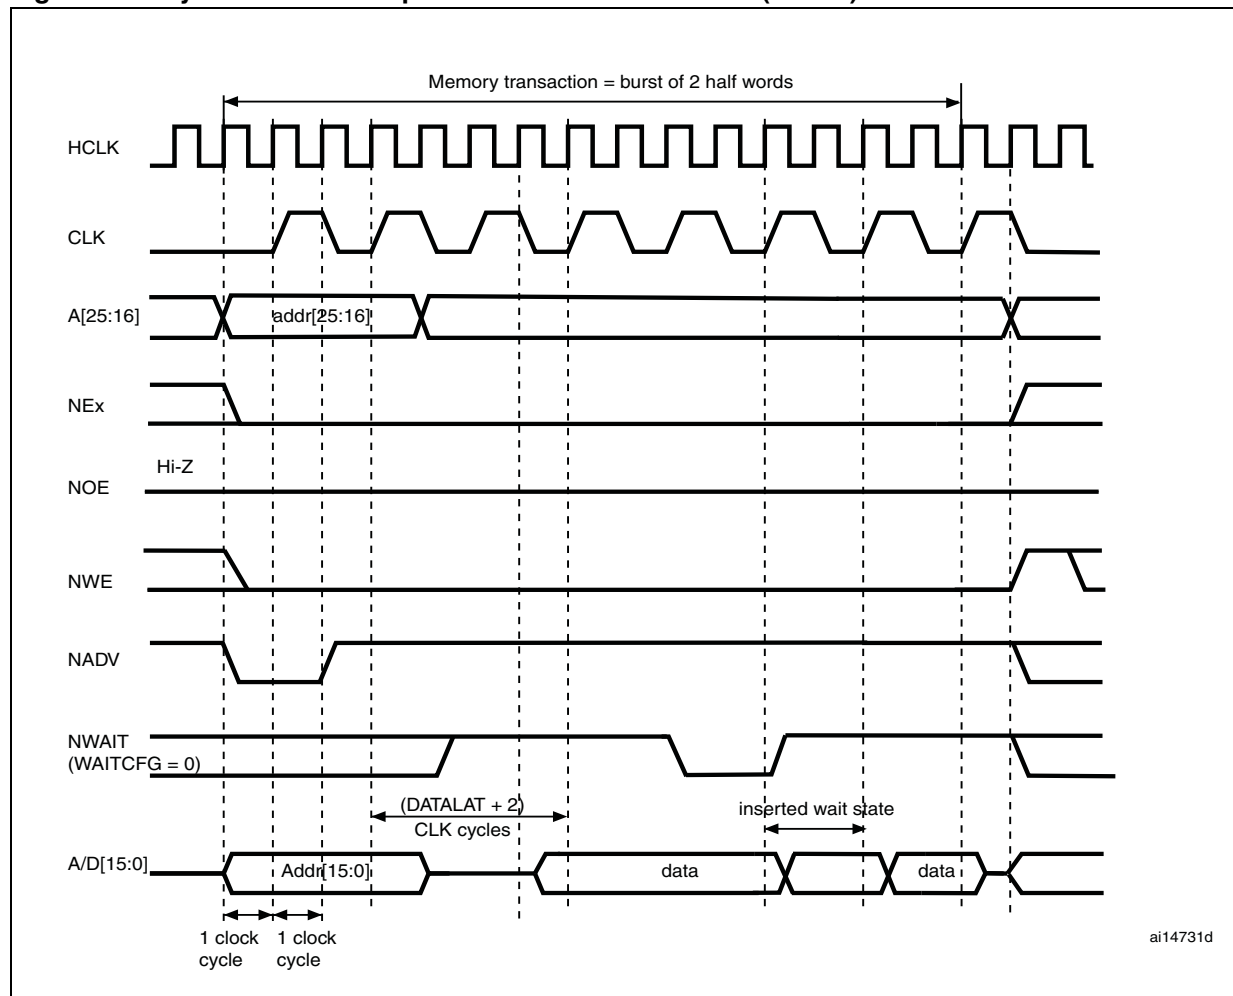 Memory transaction = burst of 2 half words
HCLK
CLK
A[25:16]
addr[25:16]
NEx
Hi-Z
NOE
NWE
NADV
NWAIT
(WAITCFG = 0)
(DATALAT + 2)
CLK cycles
inserted wait state
A/D[15:0]
Addr[15:0]
data
data
1 clock
cycle
1 clock
cycle
ai14731d